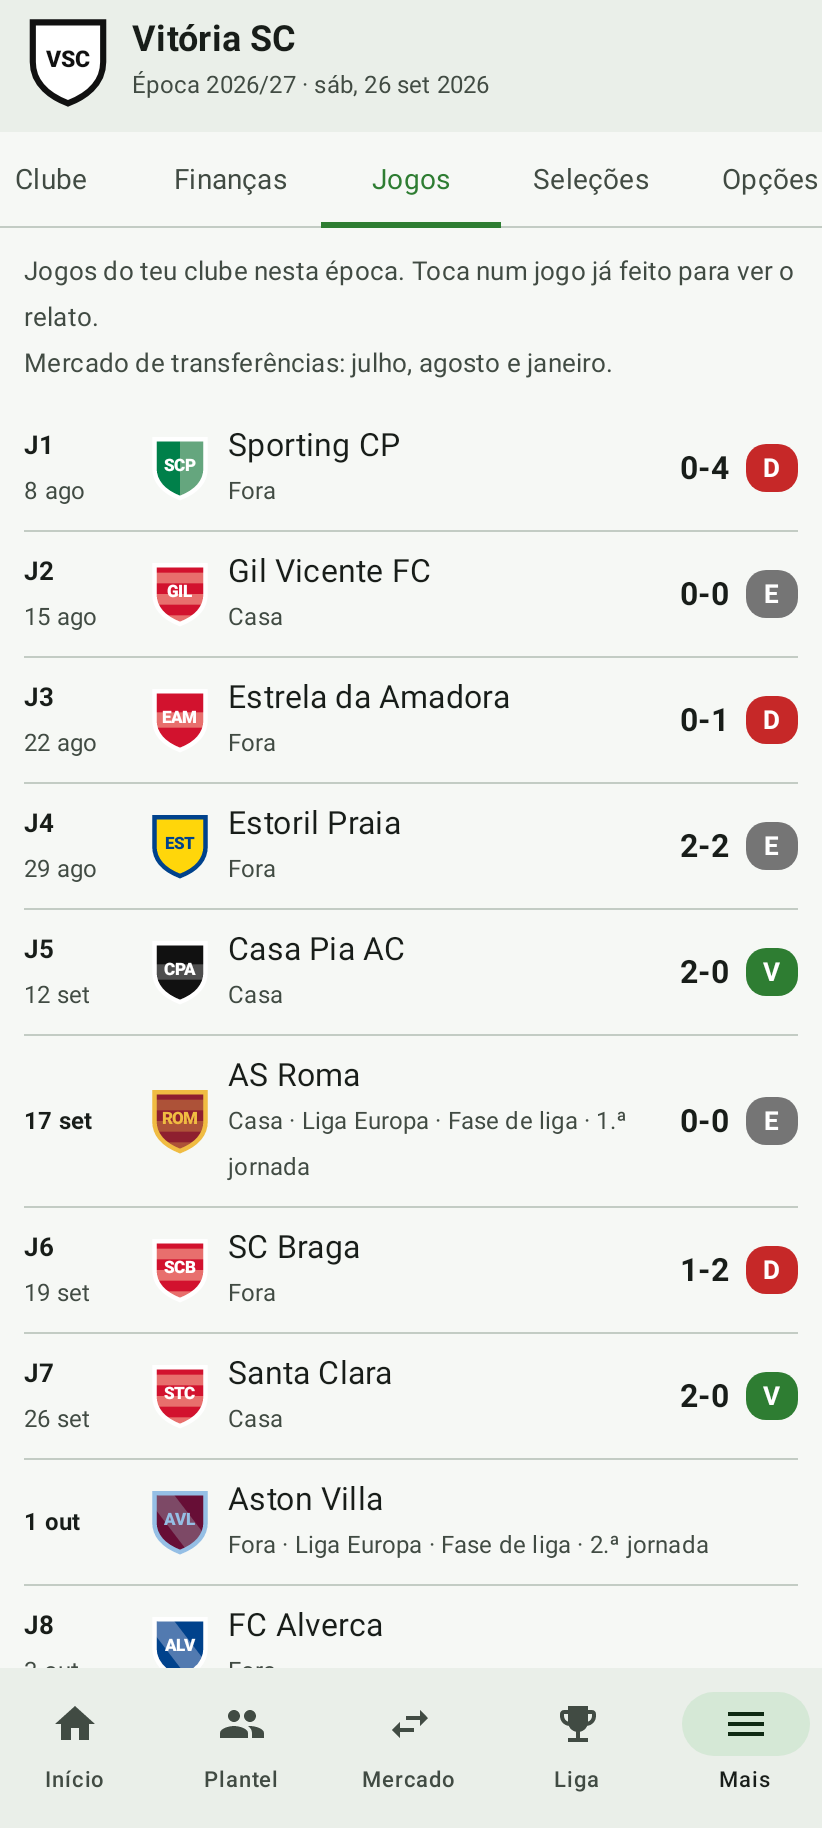 VSC
Vitória SC
Época 2026/27 · sáb, 26 set 2026
Clube Finanças Jogos Seleções Opções
Jogos do teu clube nesta época. Toca num jogo já feito para ver o
relato.
Mercado de transferências: julho, agosto e janeiro.
J1 SCP Sporting CP 0-4 D
8 ago Fora
J2 GIL Gil Vicente FC 0-0 E
15 ago Casa
J3 EAM Estrela da Amadora 0-1 D
22 ago Fora
J4 EST Estoril Praia 2-2 E
29 ago Fora
J5 CPA Casa Pia AC 2-0 V
12 set Casa
AS Roma
17 set ROM Casa · Liga Europa · Fase de liga · 1.ª 0-0 E
jornada
J6 SCB SC Braga 1-2 D
19 set Fora
J7 STC Santa Clara 2-0 V
26 set Casa
Aston Villa
1 out AVL Fora · Liga Europa · Fase de liga · 2.ª jornada
J8 ALV FC Alverca
Início Plantel Mercado Liga Mais